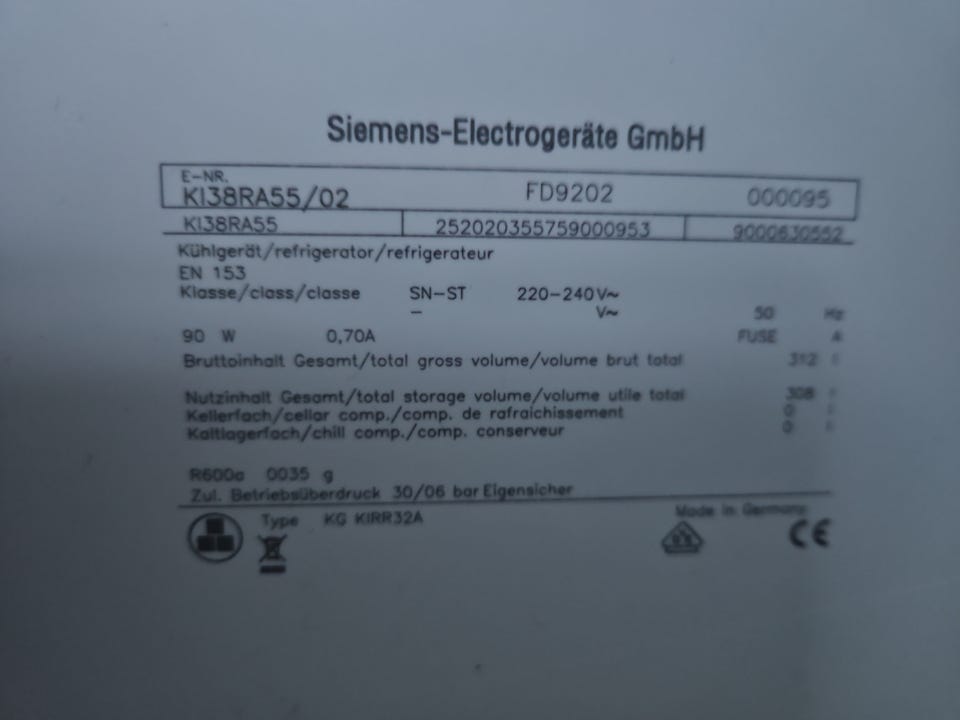 Siemens-Electrogeräte GmbH
E-NR.
KI38RA55/02 FD9202 000095
KI38RA55 252020355759000953 9000630552
Kühlgerät/refrigerator/refrigerateur
EN 153
Klasse/class/classe SN-ST 220-240V~
- V~
50 Hz
90 W 0,70A FUSE A
Bruttoinhalt Gesamt/total gross volume/volume brut total 312 l
Nutzinhalt Gesamt/total storage volume/volume utile total 308 l
Kellerfach/cellar comp./comp. de rafraichissement 0 l
Kaltlagerfach/chill comp./comp. conserveur 0 l
R600a 0035 g
Zul. Betriebsüberdruck 30/06 bar Eigensicher
Type KG KIRR32A Made in Germany
CE